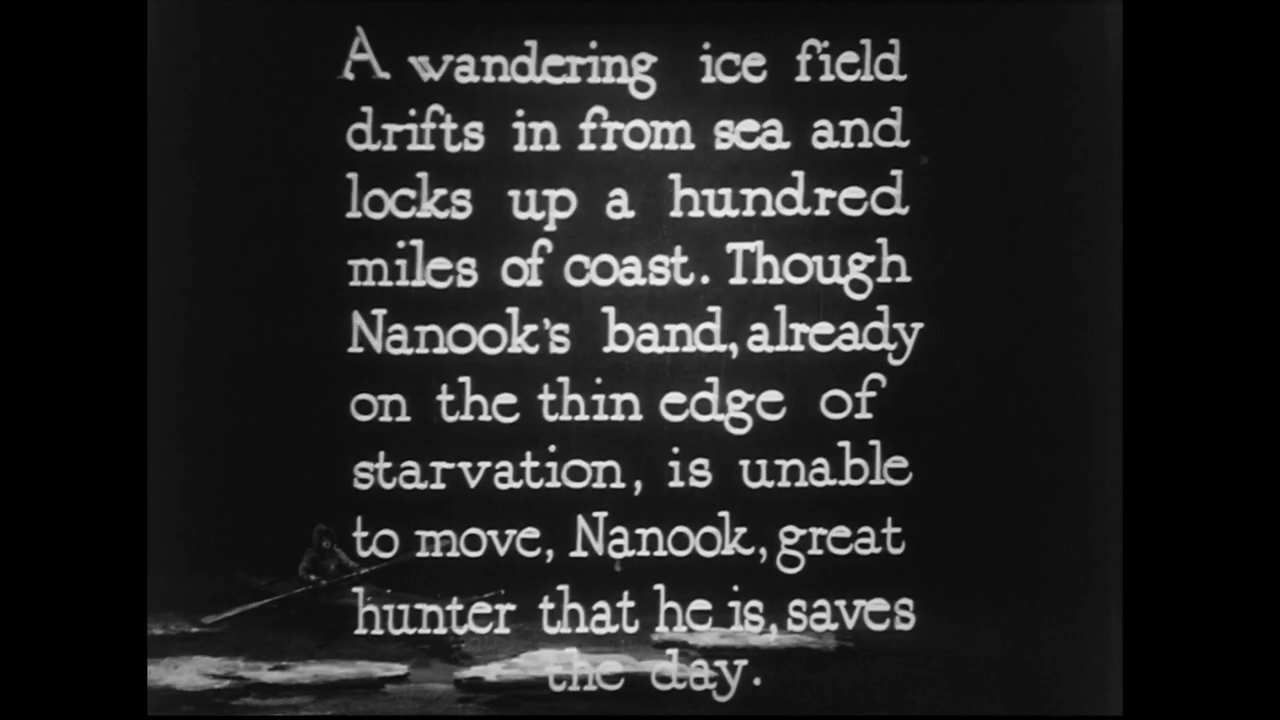 A wandering ice field
drifts in from sea and
locks up a hundred
miles of coast. Though
Nanook's band, already
on the thin edge of
starvation, is unable
to move, Nanook, great
hunter that he is, saves
the day.